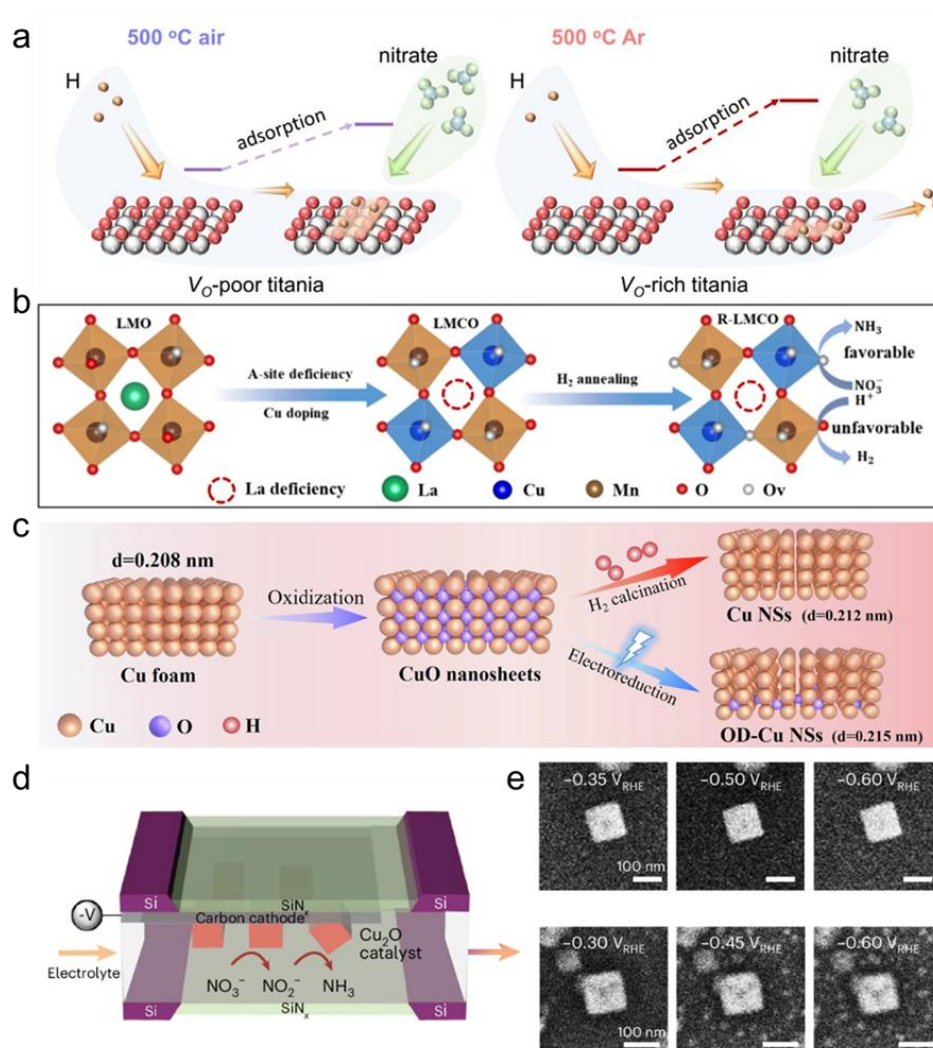 a
500 °C air
500 °C Ar
H
nitrate
H
nitrate
adsorption
adsorption
V_O-poor titania
V_O-rich titania
b
LMO
LMCO
R-LMCO
NH₃
favorable
A-site deficiency
Cu doping
H₂ annealing
NO₃⁻
H⁺
unfavorable
H₂
La deficiency
La
Cu
Mn
O
Ov
c
d=0.208 nm
Oxidization
H₂ calcination
Cu NSs (d=0.212 nm)
Cu foam
CuO nanosheets
Electroreduction
Cu
O
H
OD-Cu NSs (d=0.215 nm)
d
Si
SiNₓ
Si
-V
Carbon cathode
Cu₂O
catalyst
Electrolyte
NO₃⁻
NO₂⁻
NH₃
Si
SiNₓ
Si
e
−0.35 V_RHE
−0.50 V_RHE
−0.60 V_RHE
100 nm
−0.30 V_RHE
−0.45 V_RHE
−0.60 V_RHE
100 nm